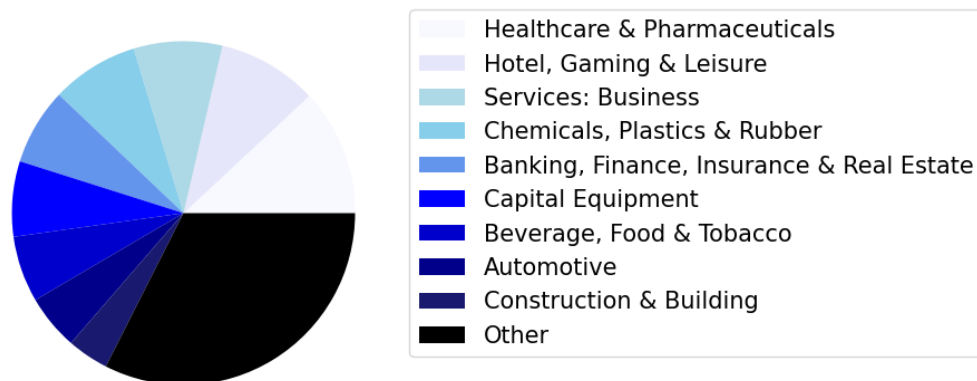 Healthcare & Pharmaceuticals
Hotel, Gaming & Leisure
Services: Business
Chemicals, Plastics & Rubber
Banking, Finance, Insurance & Real Estate
Capital Equipment
Beverage, Food & Tobacco
Automotive
Construction & Building
Other